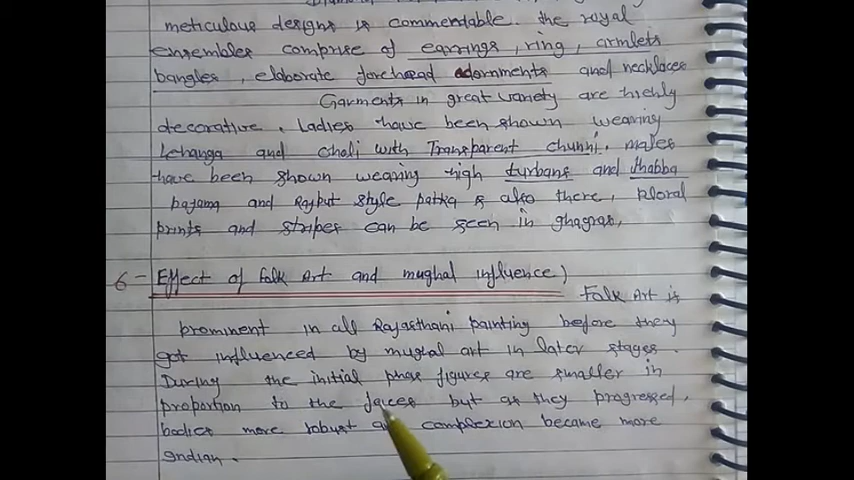 meticulous designs is commendable. the royal
ensembles comprise of earrings, ring, armlets
bangles, elaborate forehead adornments and necklaces
Garments in great variety are highly
decorative. Ladies have been shown wearing
Lehanga and choli with Transparent chunni. males
have been shown wearing high turbans and Jhabba
pajama and Rajput style patka is also there, Floral
prints and stripes can be seen in ghagras,
6- Effect of Folk Art and mughal influence)
Folk Art is
prominent in all Rajasthani painting before they
got influenced by mughal art in later stages.
During the initial phase figures are smaller in
proportion to the faces but as they progressed,
bodies more robust complexion became more
Indian.